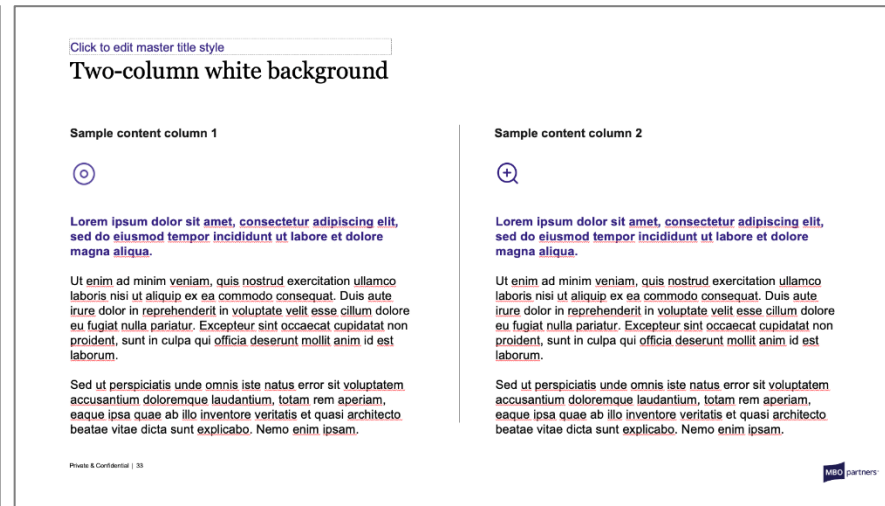 Click to edit master title style
Two-column white background
Sample content column 1
Lorem ipsum dolor sit amet, consectetur adipiscing elit,
sed do eiusmod tempor incididunt ut labore et dolore
magna aliqua.
Ut enim ad minim veniam, quis nostrud exercitation ullamco
laboris nisi ut aliquip ex ea commodo consequat. Duis aute
irure dolor in reprehenderit in voluptate velit esse cillum dolore
eu fugiat nulla pariatur. Excepteur sint occaecat cupidatat non
proident, sunt in culpa qui officia deserunt mollit anim id est
laborum.
Sed ut perspiciatis unde omnis iste natus error sit voluptatem
accusantium doloremque laudantium, totam rem aperiam,
eaque ipsa quae ab illo inventore veritatis et quasi architecto
beatae vitae dicta sunt explicabo. Nemo enim ipsam.
Sample content column 2
Lorem ipsum dolor sit amet, consectetur adipiscing elit,
sed do eiusmod tempor incididunt ut labore et dolore
magna aliqua.
Ut enim ad minim veniam, quis nostrud exercitation ullamco
laboris nisi ut aliquip ex ea commodo consequat. Duis aute
irure dolor in reprehenderit in voluptate velit esse cillum dolore
eu fugiat nulla pariatur. Excepteur sint occaecat cupidatat non
proident, sunt in culpa qui officia deserunt mollit anim id est
laborum.
Sed ut perspiciatis unde omnis iste natus error sit voluptatem
accusantium doloremque laudantium, totam rem aperiam,
eaque ipsa quae ab illo inventore veritatis et quasi architecto
beatae vitae dicta sunt explicabo. Nemo enim ipsam.
Private & Confidential | 33
MBO partners